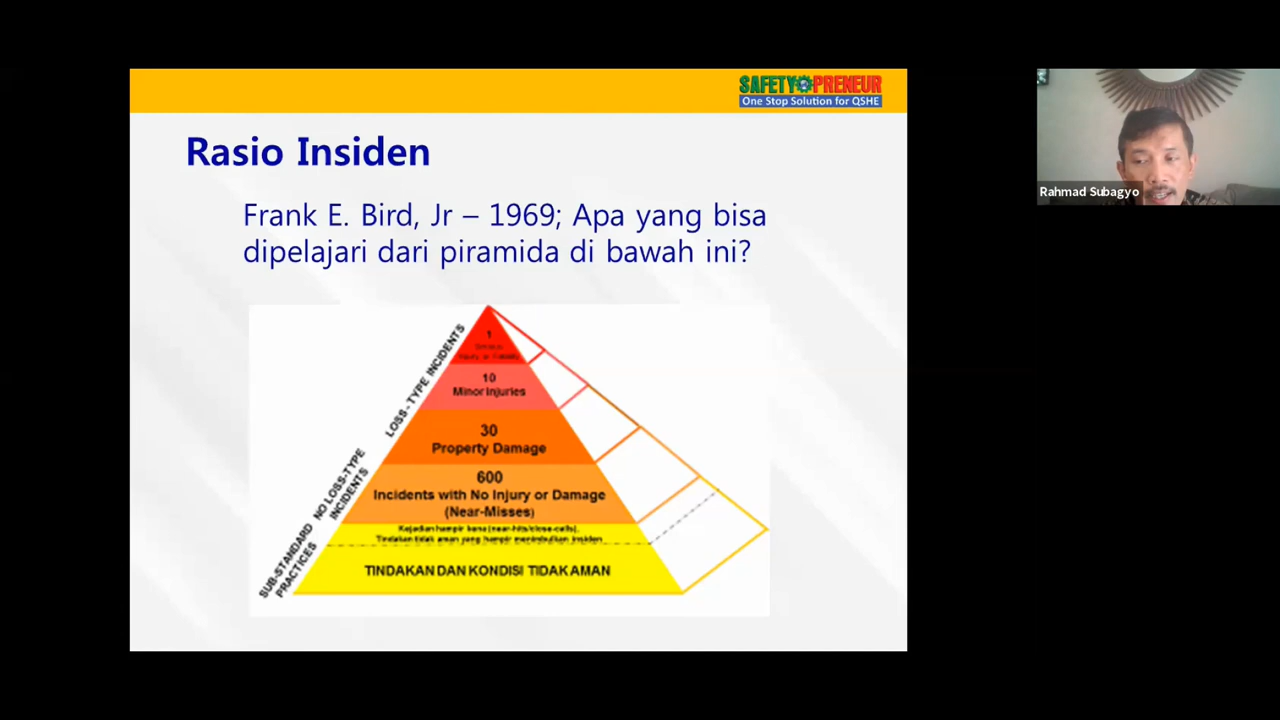 SAFETY PRENEUR
One Stop Solution for QSHE
Rasio Insiden
Frank E. Bird, Jr – 1969; Apa yang bisa
dipelajari dari piramida di bawah ini?
Rahmad Subagyo
LOSS-TYPE INCIDENTS
NO LOSS-TYPE
INCIDENTS
SUB-STANDARD
PRACTICES
1
10
Minor Injuries
30
Property Damage
600
Incidents with No Injury or Damage
(Near-Misses)
Kejadian hampir kena (near-hits/close-calls).
Tindakan tidak aman yang hampir menimbulkan insiden
TINDAKAN DAN KONDISI TIDAK AMAN